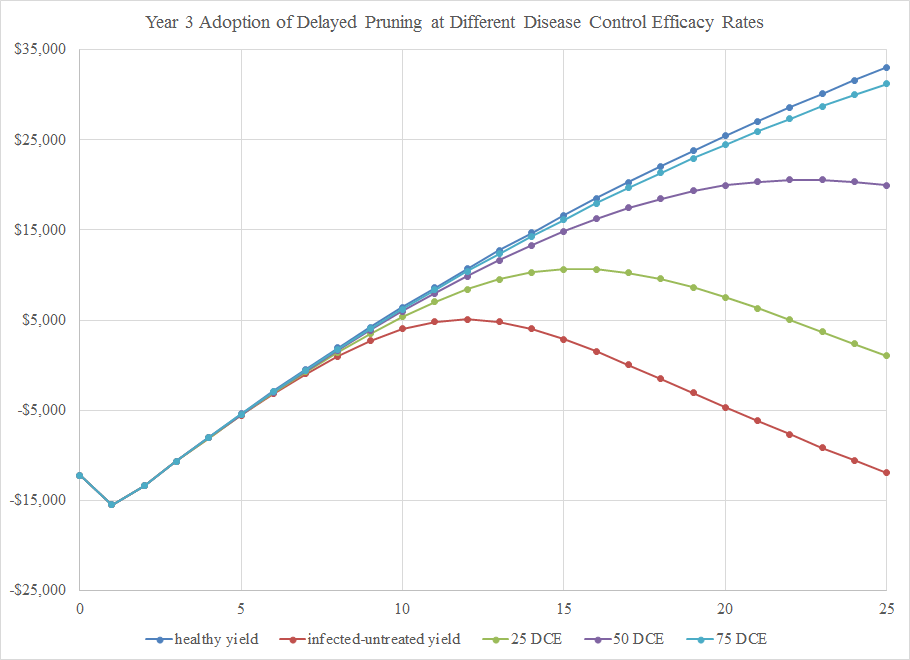 Year 3 Adoption of Delayed Pruning at Different Disease Control Efficacy Rates
$35,000
$25,000
$15,000
$5,000
-$5,000
-$15,000
-$25,000
0 5 10 15 20 25
healthy yield infected-untreated yield 25 DCE 50 DCE 75 DCE